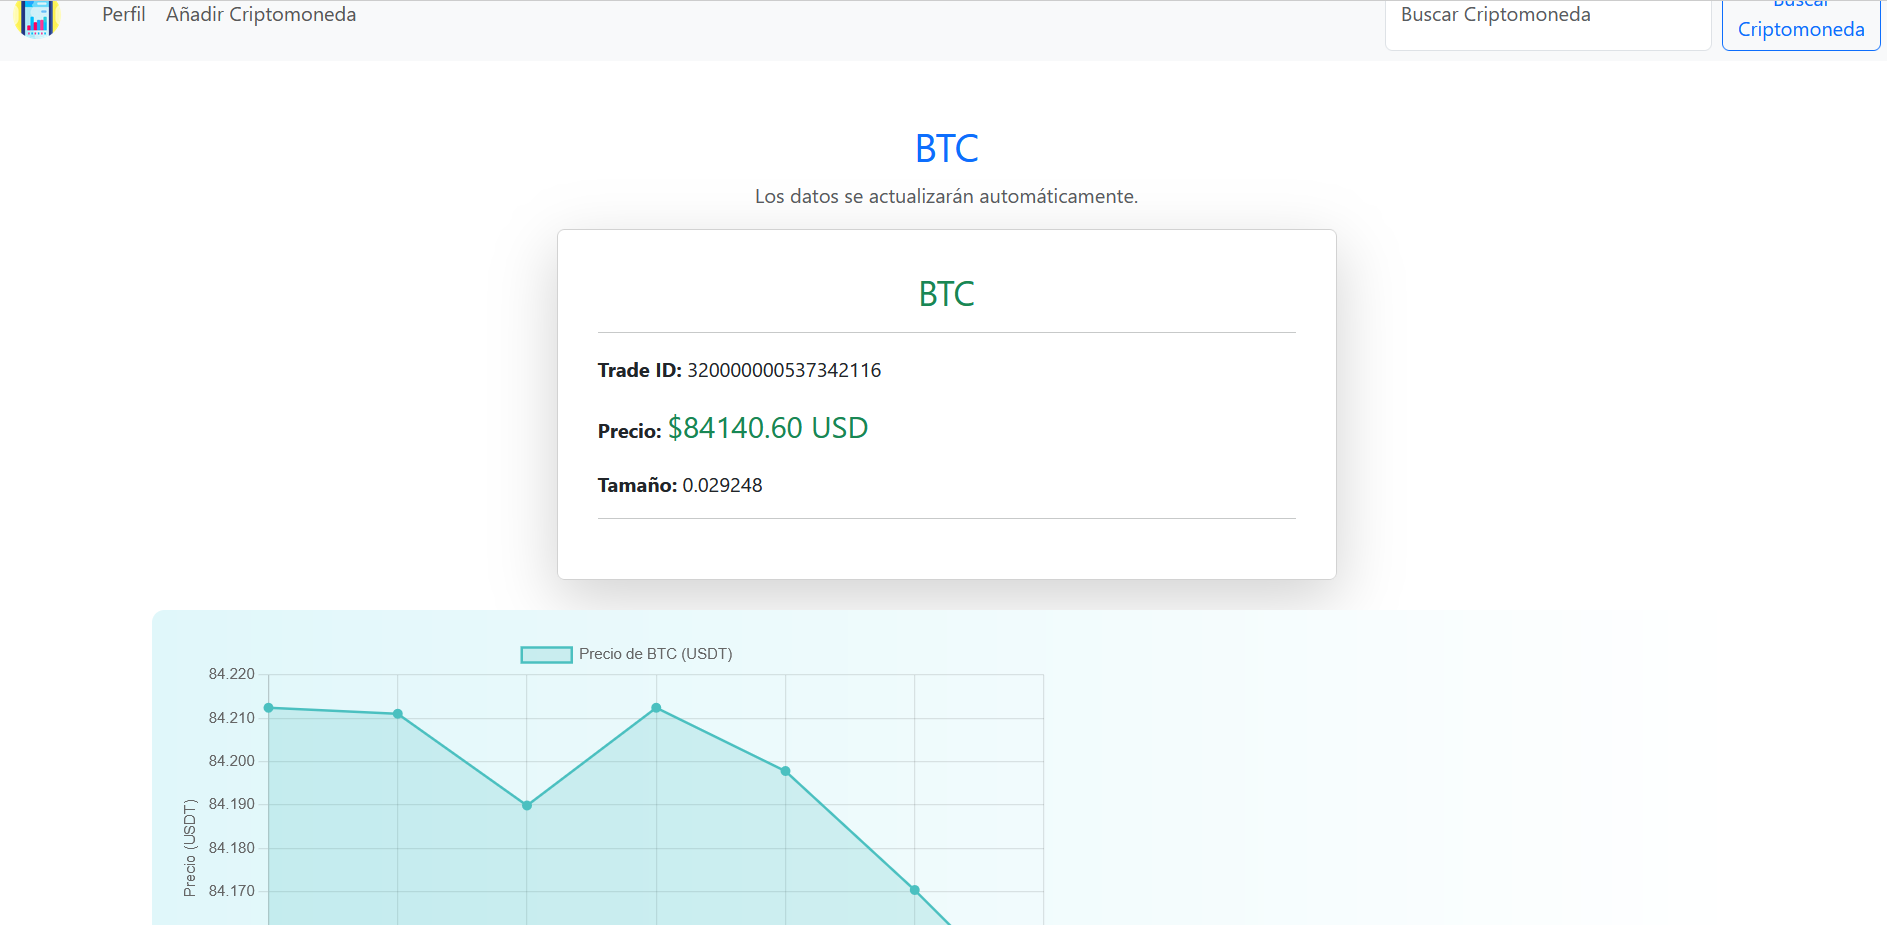 Perfil Añadir Criptomoneda Buscar Criptomoneda Buscar
Criptomoneda
BTC
Los datos se actualizarán automáticamente.
BTC
Trade ID: 320000000537342116
Precio: $84140.60 USD
Tamaño: 0.029248
Precio de BTC (USDT)
84.220
84.210
84.200
84.190
84.180
84.170
Precio (USDT)